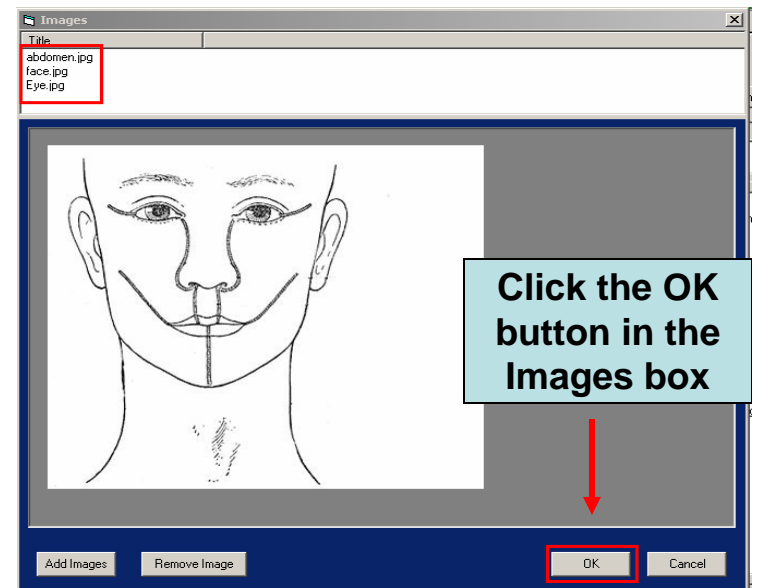 Images
Title
abdomen.jpg
face.jpg
Eye.jpg
Click the OK
button in the
Images box
Add Images
Remove Image
OK
Cancel